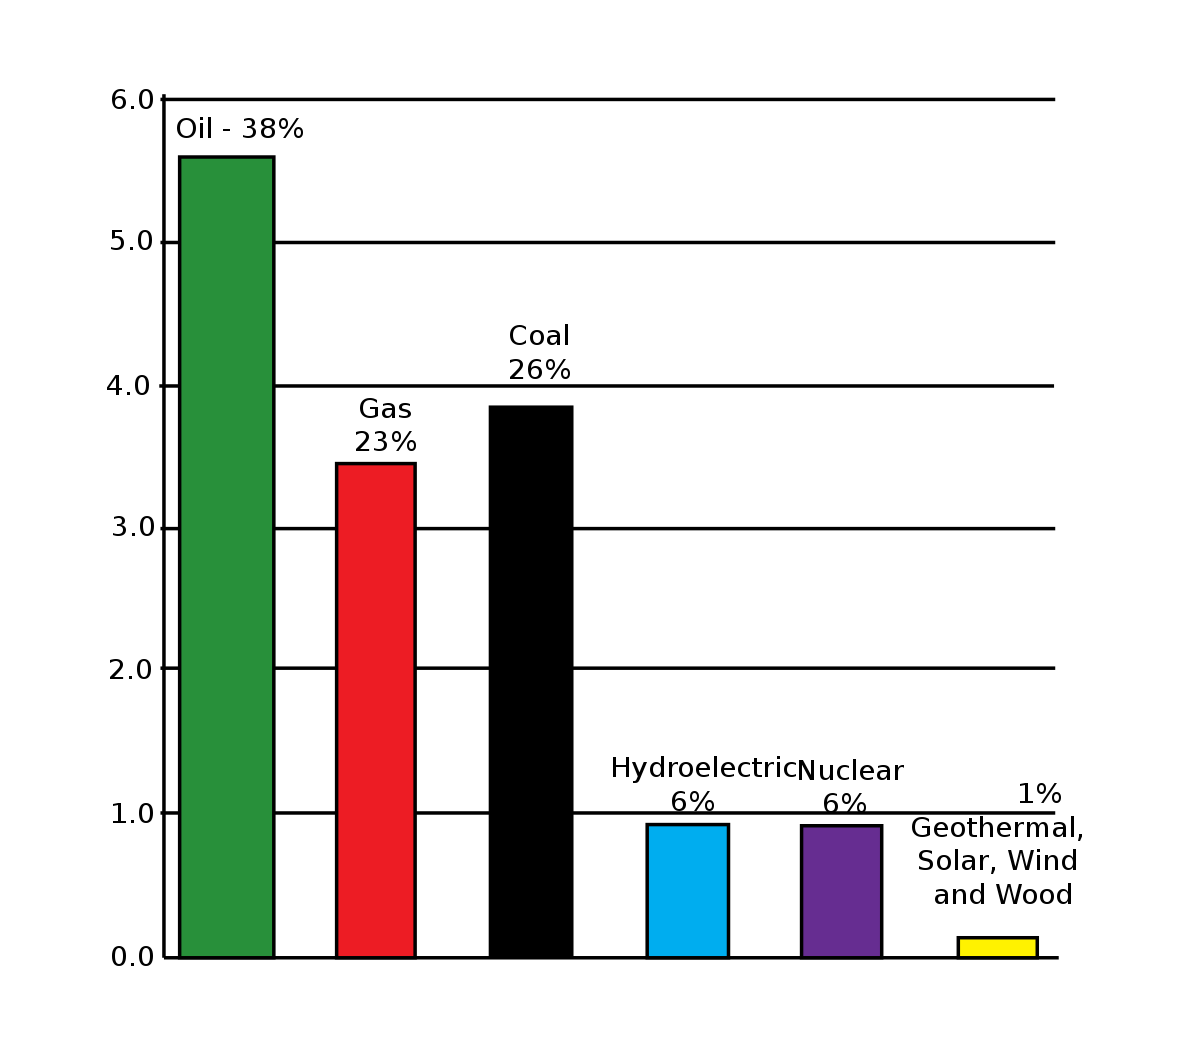 6.0
Oil - 38%
5.0
Coal
26%
4.0
Gas
23%
3.0
2.0
Hydroelectric
6%
Nuclear
6%
1%
Geothermal,
Solar, Wind
and Wood
1.0
0.0